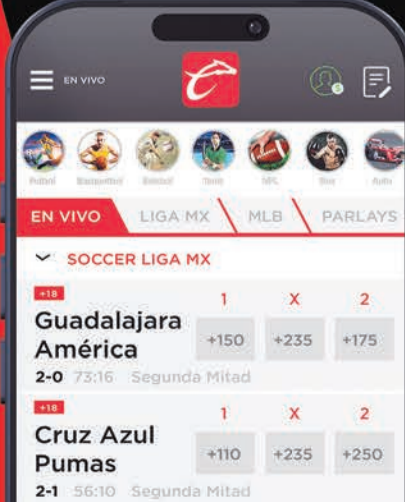 EN VIVO
Futbol
Basquetbol
Beisbol
Tenis
NFL
Box
Auto
EN VIVO LIGA MX MLB PARLAYS
SOCCER LIGA MX
+18 1 X 2
Guadalajara
América
+150 +235 +175
2-0 73:16 Segunda Mitad
+18 1 X 2
Cruz Azul
Pumas
+110 +235 +250
2-1 56:10 Segunda Mitad